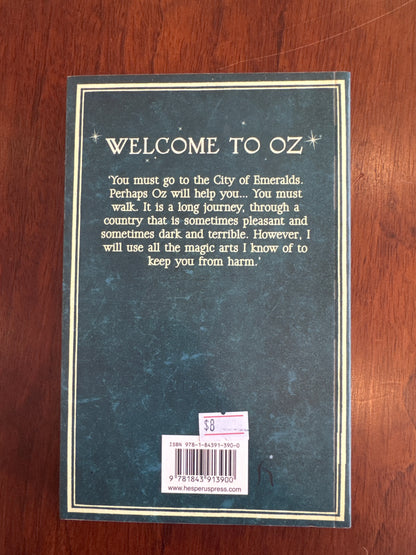 WELCOME TO OZ
'You must go to the City of Emeralds.
Perhaps Oz will help you... You must
walk. It is a long journey, through a
country that is sometimes pleasant and
sometimes dark and terrible. However, I
will use all the magic arts I know of to
keep you from harm.'
$8
ISBN 978-1-84391-390-0
9 781843 913900
www.hesperuspress.com